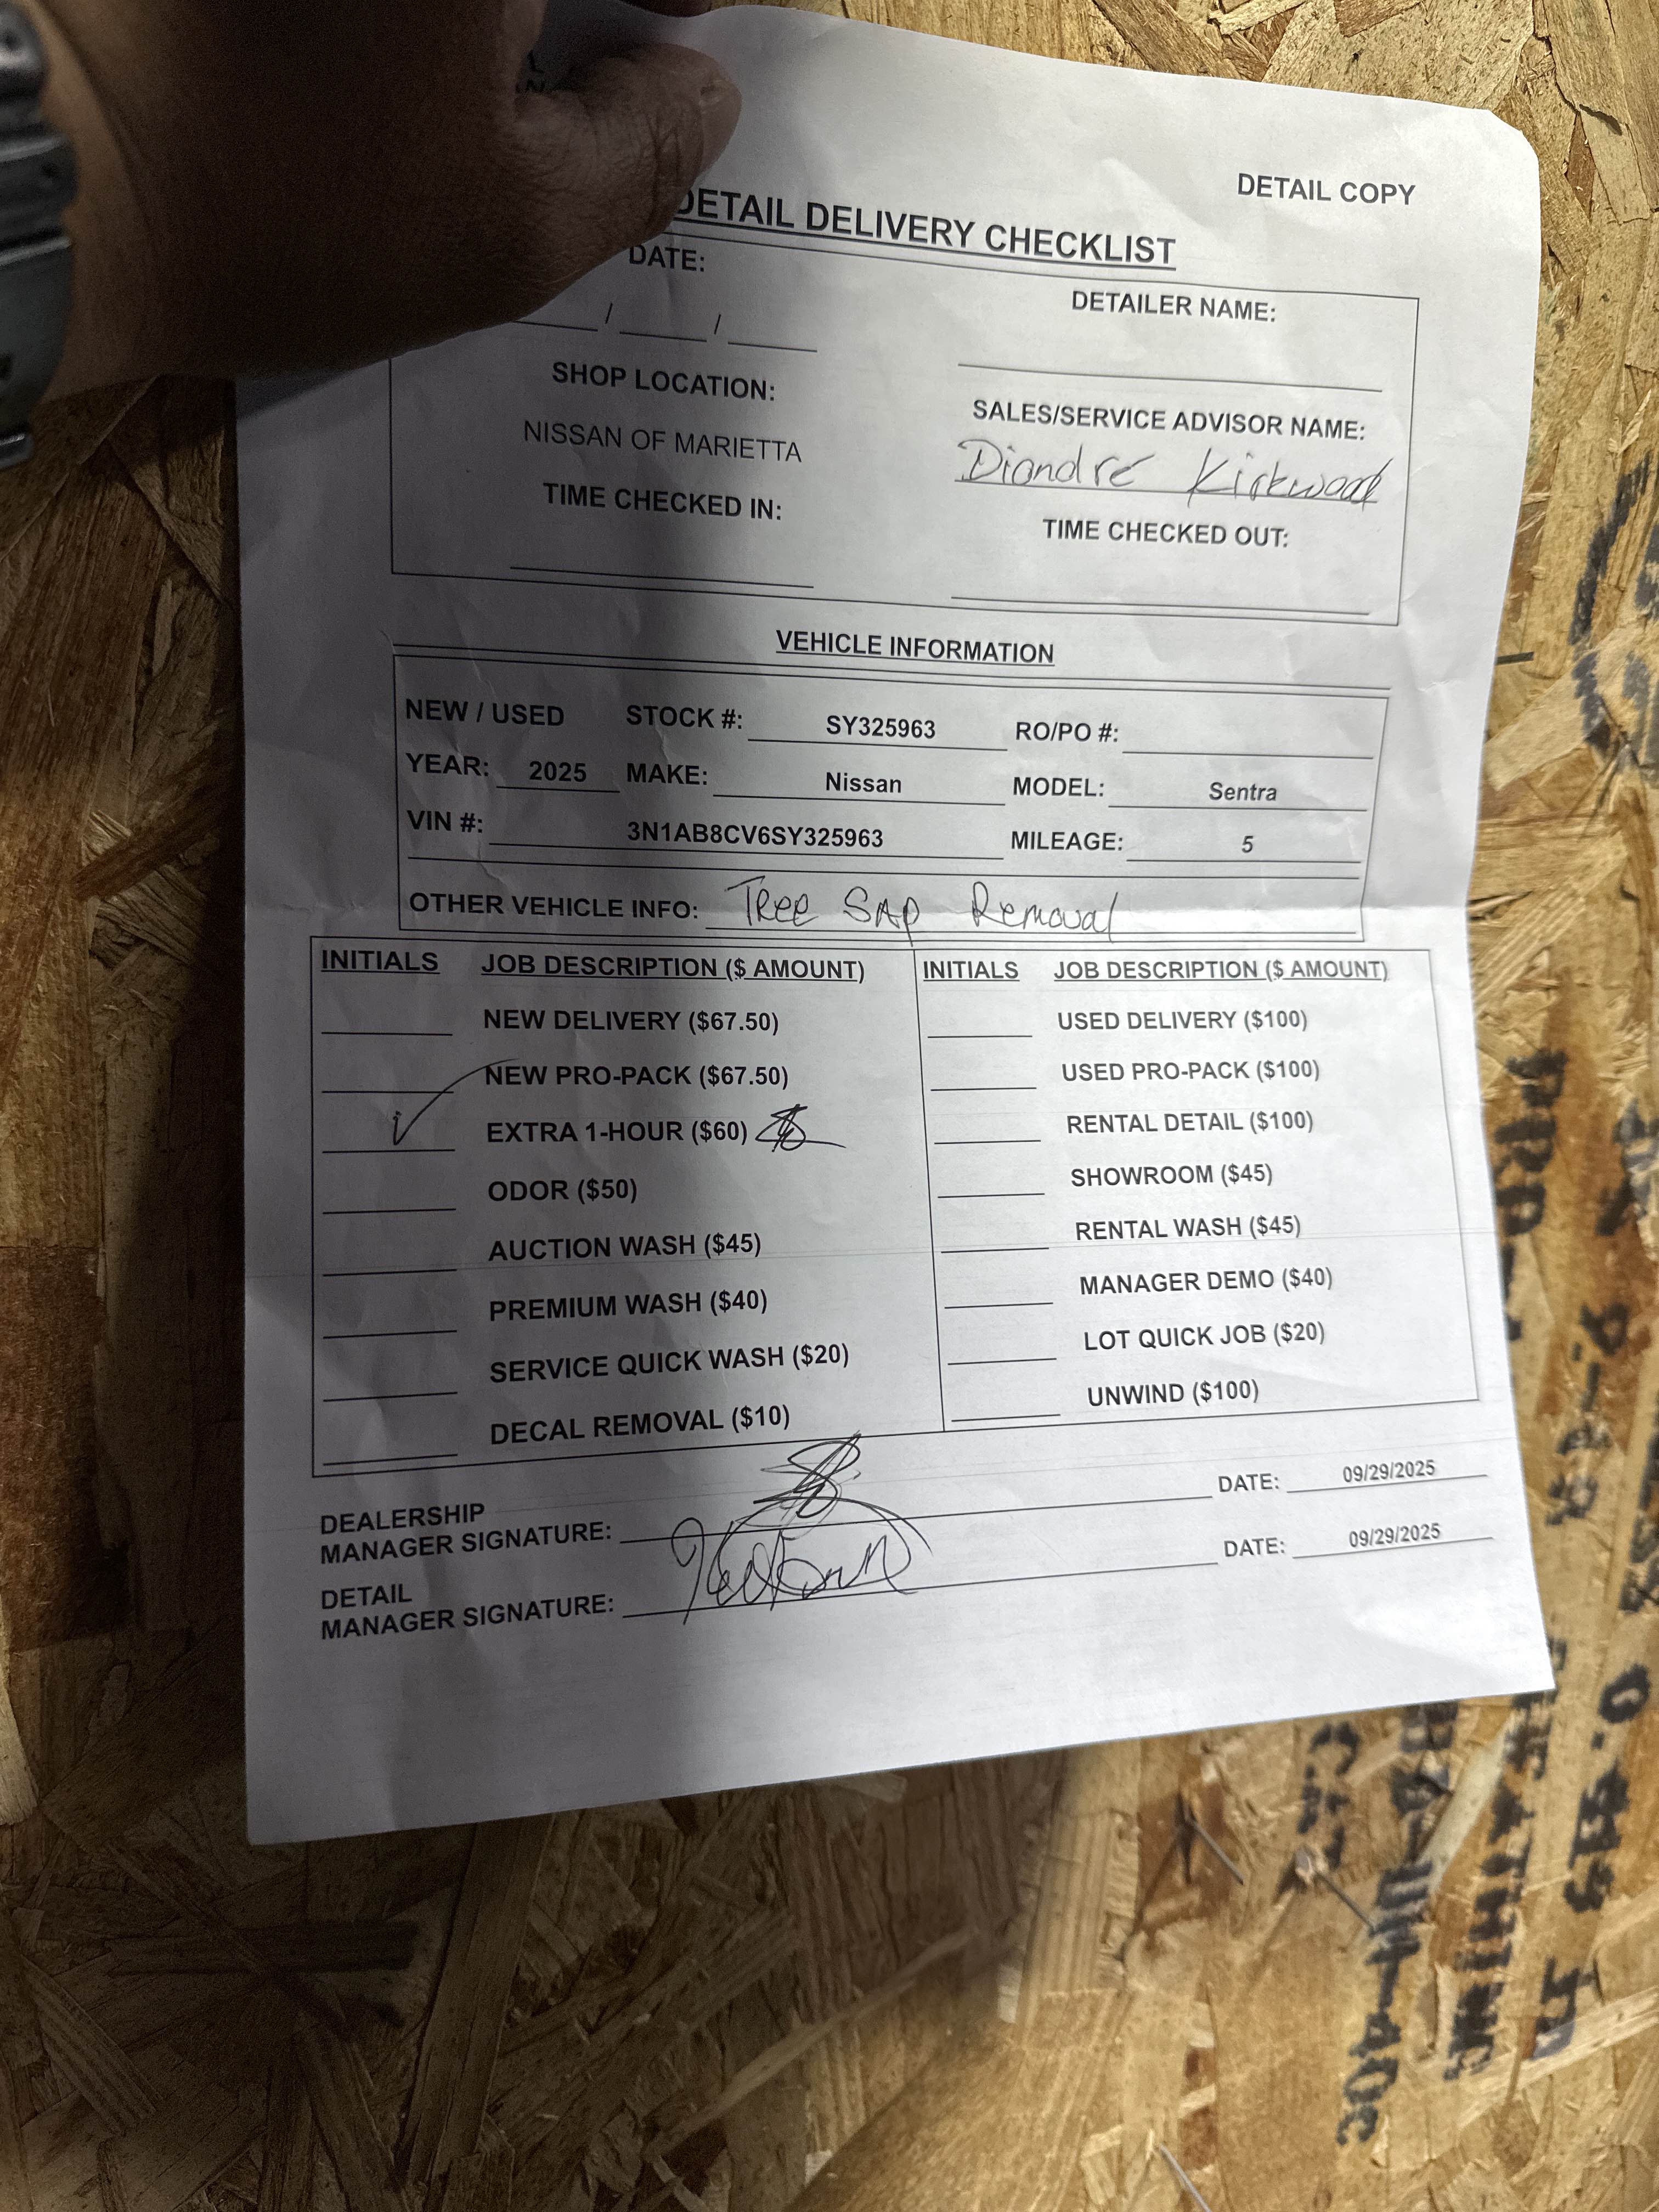 DETAIL COPY
DETAIL DELIVERY CHECKLIST
DATE:
/ /
DETAILER NAME:
SHOP LOCATION:
NISSAN OF MARIETTA
SALES/SERVICE ADVISOR NAME:
Diondre Kirkwood
TIME CHECKED IN:
TIME CHECKED OUT:
VEHICLE INFORMATION
NEW / USED STOCK #: SY325963 RO/PO #:
YEAR: 2025 MAKE: Nissan MODEL: Sentra
VIN #: 3N1AB8CV6SY325963 MILEAGE: 5
OTHER VEHICLE INFO: Tree Sap Removal
INITIALS JOB DESCRIPTION ($ AMOUNT) INITIALS JOB DESCRIPTION ($ AMOUNT)
NEW DELIVERY ($67.50) USED DELIVERY ($100)
NEW PRO-PACK ($67.50) USED PRO-PACK ($100)
EXTRA 1-HOUR ($60) RENTAL DETAIL ($100)
ODOR ($50) SHOWROOM ($45)
AUCTION WASH ($45) RENTAL WASH ($45)
PREMIUM WASH ($40) MANAGER DEMO ($40)
SERVICE QUICK WASH ($20) LOT QUICK JOB ($20)
DECAL REMOVAL ($10) UNWIND ($100)
DEALERSHIP
MANAGER SIGNATURE: DATE: 09/29/2025
DETAIL
MANAGER SIGNATURE: DATE: 09/29/2025